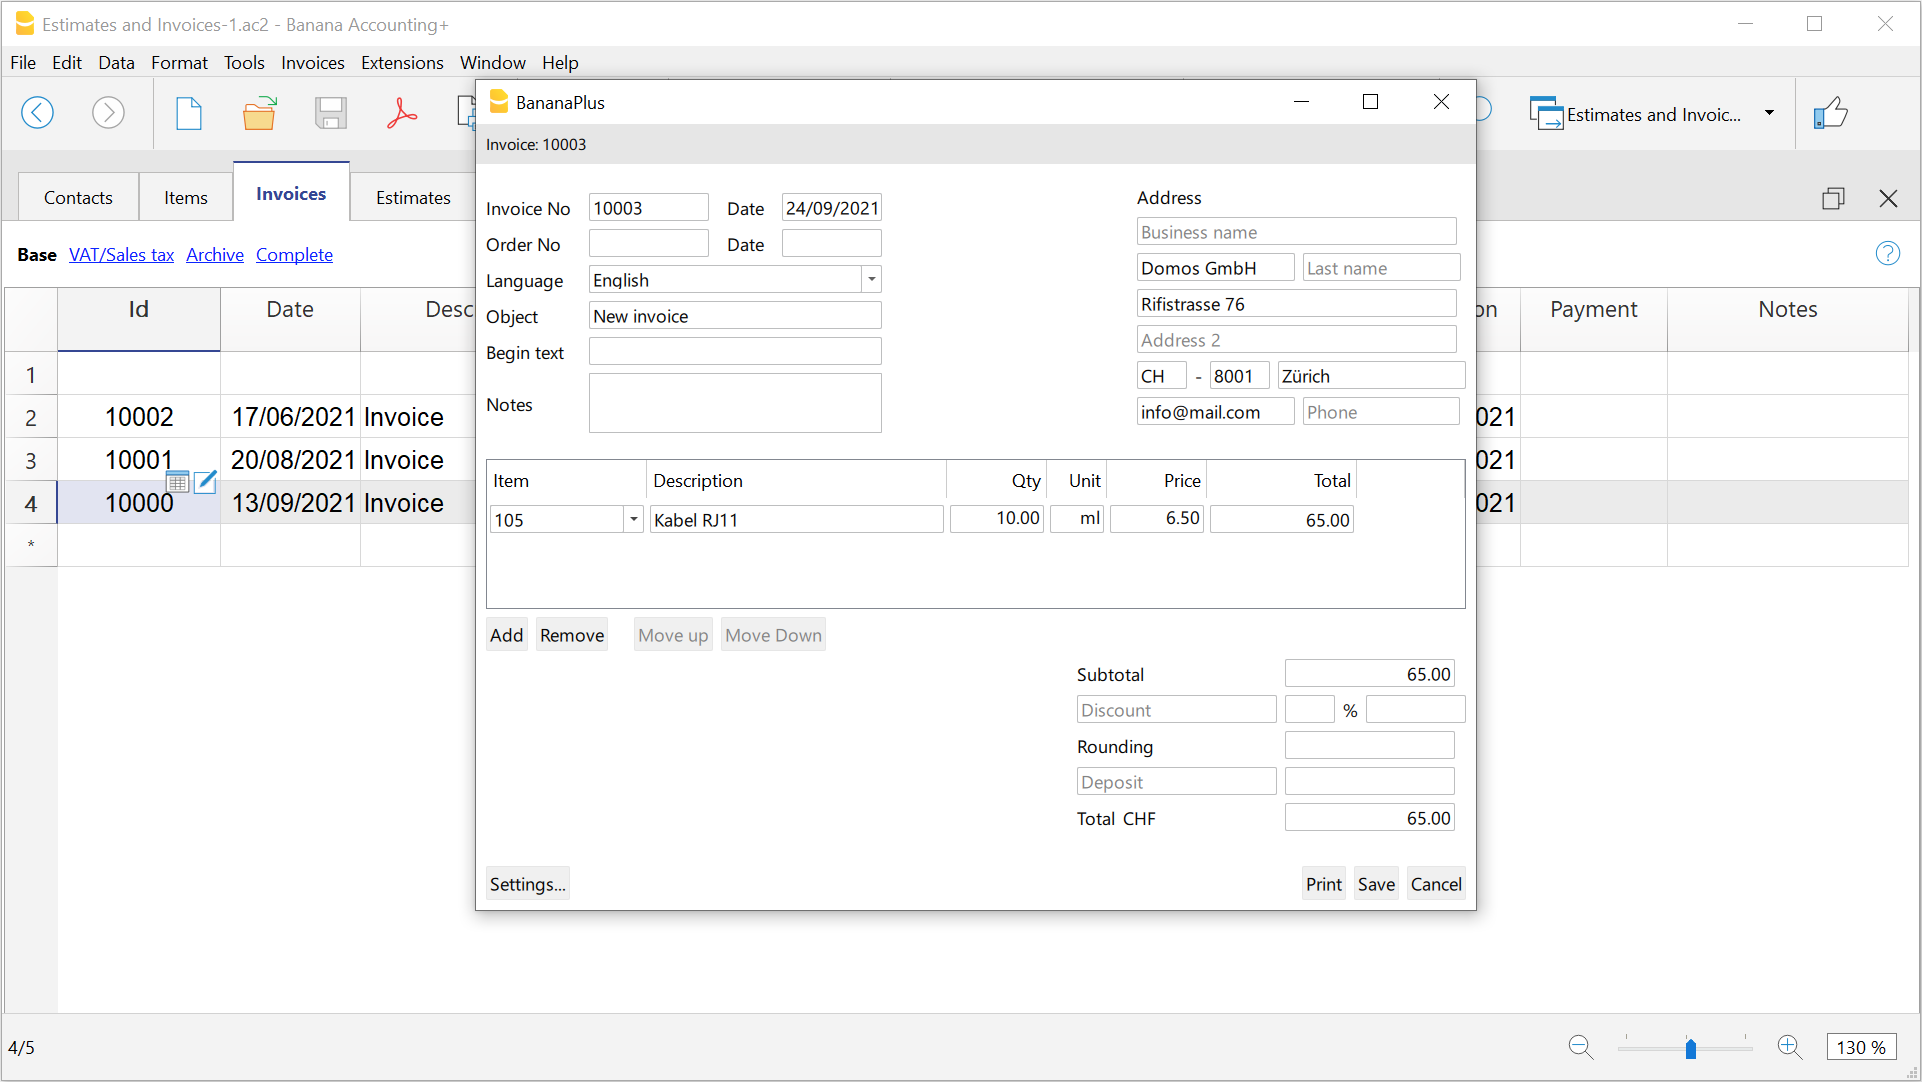 Estimates and Invoices-1.ac2 - Banana Accounting+
File Edit Data Format Tools Invoices Extensions Window Help
Estimates and Invoic...
Contacts Items Invoices Estimates
Base VAT/Sales tax Archive Complete
Id Date Desc on Payment Notes
1
2 10002 17/06/2021 Invoice 021
3 10001 20/08/2021 Invoice 021
4 10000 13/09/2021 Invoice 021
*
BananaPlus
Invoice: 10003
Invoice No 10003 Date 24/09/2021
Order No Date
Language English
Object New invoice
Begin text
Notes
Address
Business name
Domos GmbH Last name
Rifistrasse 76
Address 2
CH - 8001 Zürich
info@mail.com Phone
Item Description Qty Unit Price Total
105 Kabel RJ11 10.00 ml 6.50 65.00
Add Remove Move up Move Down
Subtotal 65.00
Discount %
Rounding
Deposit
Total CHF 65.00
Settings... Print Save Cancel
4/5 130 %